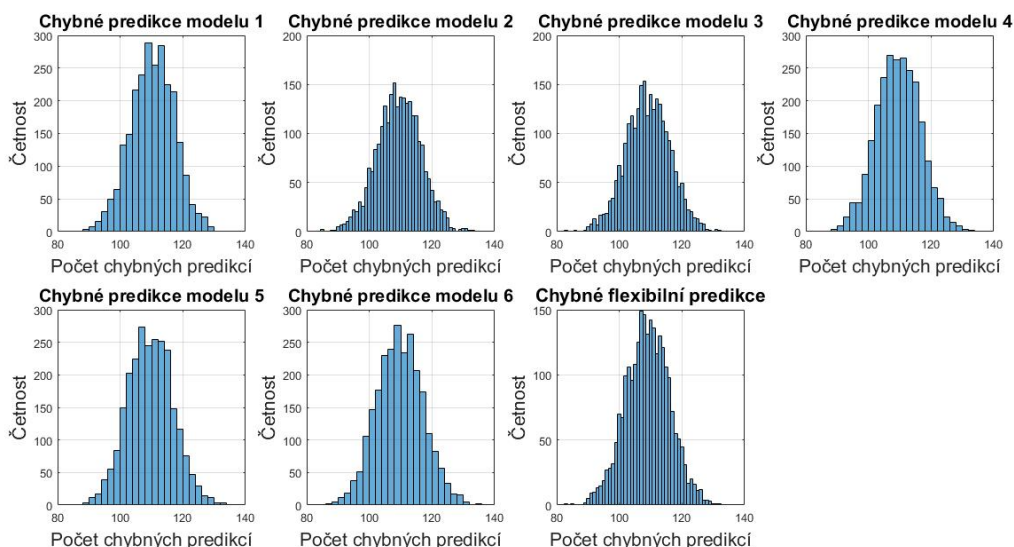 Chybné predikce modelu 1
300
250
200
150
100
50
0
80 100 120 140
Četnost
Počet chybných predikcí
Chybné predikce modelu 2
200
150
100
50
0
80 100 120 140
Četnost
Počet chybných predikcí
Chybné predikce modelu 3
200
150
100
50
0
80 100 120 140
Četnost
Počet chybných predikcí
Chybné predikce modelu 4
300
250
200
150
100
50
0
80 100 120 140
Četnost
Počet chybných predikcí
Chybné predikce modelu 5
300
250
200
150
100
50
0
80 100 120 140
Četnost
Počet chybných predikcí
Chybné predikce modelu 6
300
250
200
150
100
50
0
80 100 120 140
Četnost
Počet chybných predikcí
Chybné flexibilní predikce
150
100
50
0
80 100 120 140
Četnost
Počet chybných predikcí